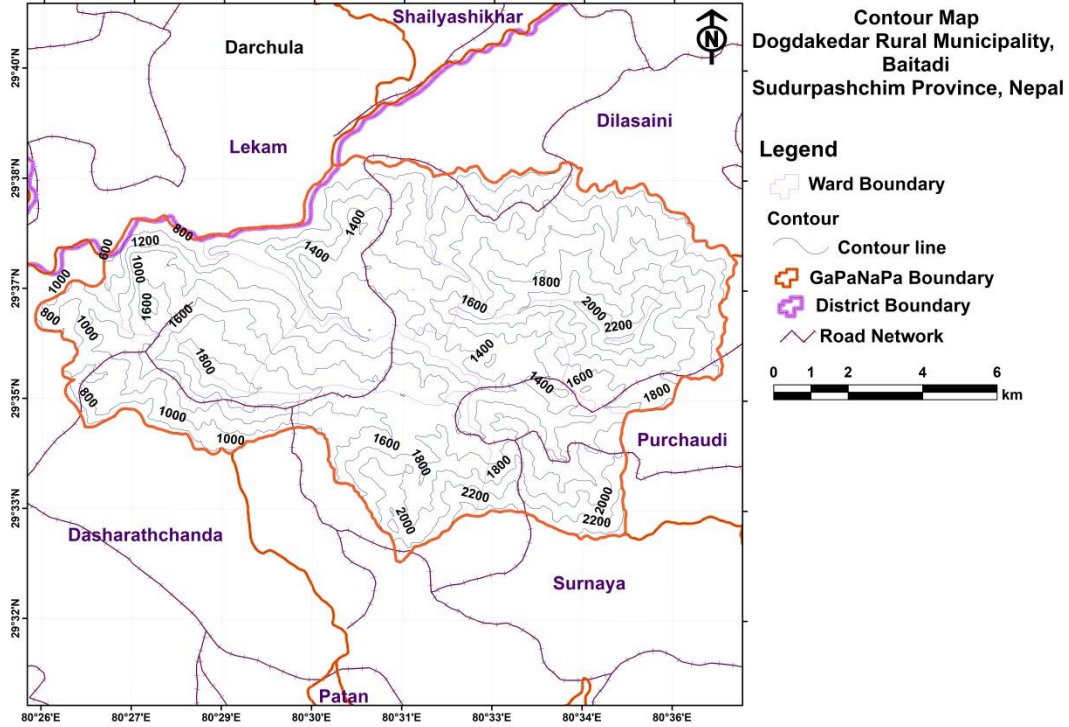 Contour Map
Dogdakedar Rural Municipality,
Baitadi
Sudurpashchim Province, Nepal
Legend
Ward Boundary
Contour
Contour line
GaPaNaPa Boundary
District Boundary
Road Network
0 1 2 4 6
km
N
Shailyashikhar
Darchula
Dilasaini
Lekam
Purchaudi
Dasharathchanda
Surnaya
Patan
800
1200
600
1000
1000
1600
1600
800
1000
1800
800
1000
1000
1400
1400
1800
1600
2000
2200
1400
1400
1600
1800
1600
1800
1800
2200
2000
2000
2200
29°40'N
29°38'N
29°37'N
29°35'N
29°33'N
29°32'N
80°26'E 80°27'E 80°29'E 80°30'E 80°31'E 80°33'E 80°34'E 80°36'E